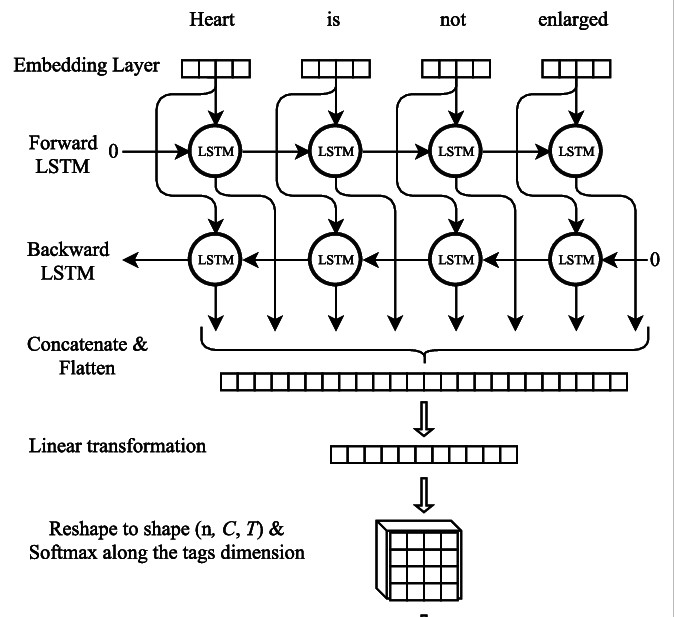 Heart is not enlarged
Embedding Layer
Forward
LSTM
0 LSTM LSTM LSTM LSTM
Backward
LSTM
LSTM LSTM LSTM LSTM 0
Concatenate &
Flatten
Linear transformation
Reshape to shape (n, C, T) &
Softmax along the tags dimension